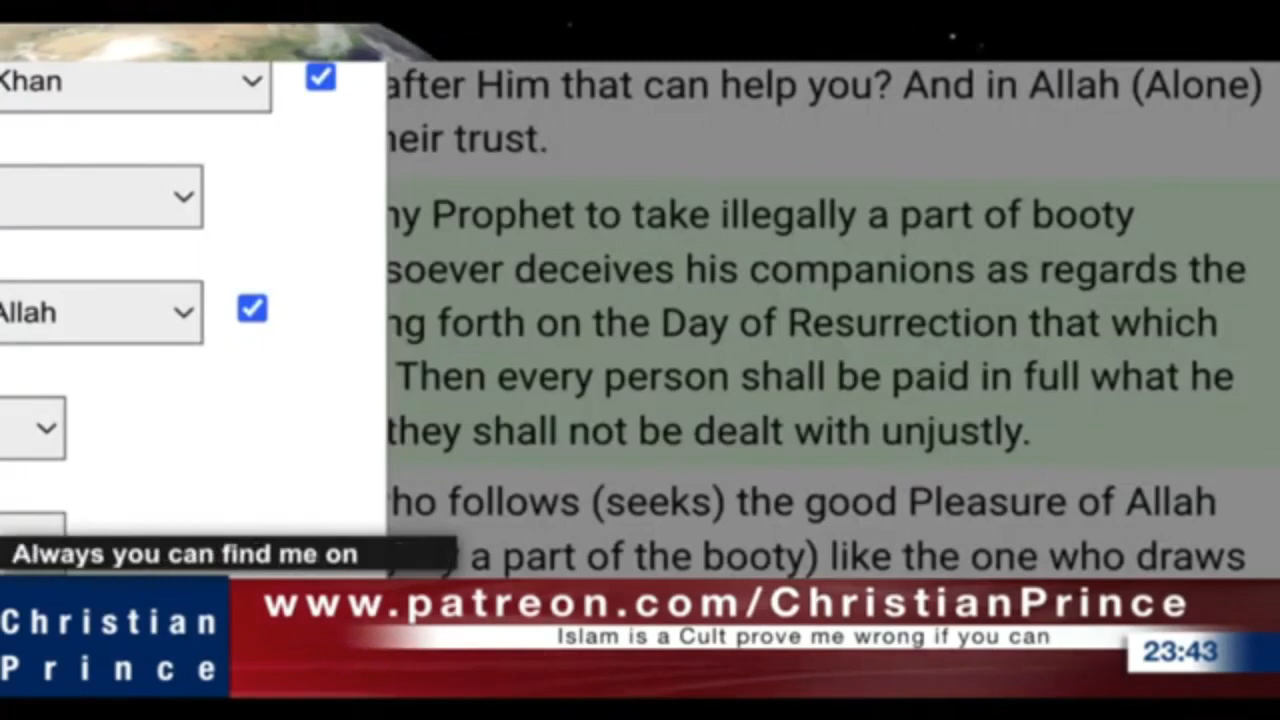 Khan
Allah
after Him that can help you? And in Allah (Alone)
heir trust.
ny Prophet to take illegally a part of booty
soever deceives his companions as regards the
ng forth on the Day of Resurrection that which
Then every person shall be paid in full what he
they shall not be dealt with unjustly.
ho follows (seeks) the good Pleasure of Allah
a part of the booty) like the one who draws
Always you can find me on
www.patreon.com/ChristianPrince
Islam is a Cult prove me wrong if you can
Christian
Prince
23:43